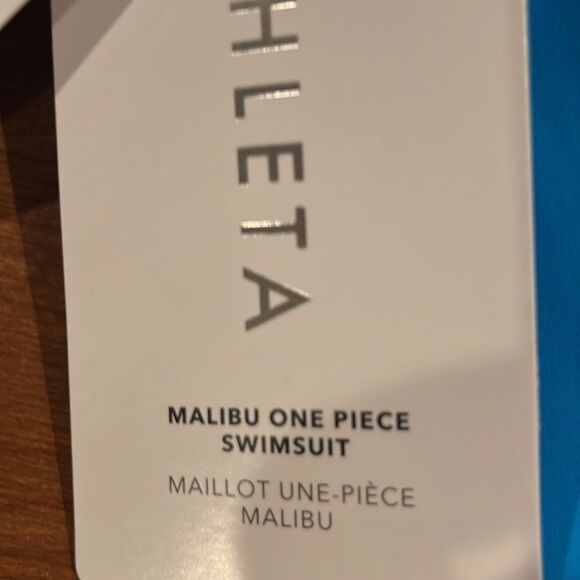 HLETA
MALIBU ONE PIECE
SWIMSUIT
MAILLOT UNE-PIÈCE
MALIBU